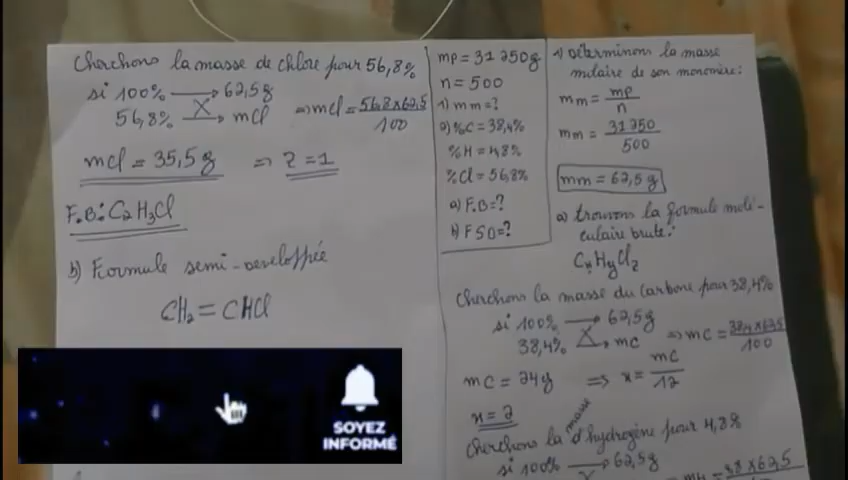 Cherchons la masse de chlore pour 56,8%
si 100% → 62,5g
56,8% → mCl
⇒ mCl = 56,8 x 62,5 / 100
mCl = 35,5 g ⇒ Z = 1
F.B: C2H3Cl
b) Formule semi-developpée
CH2 = CHCl
mp = 31 250g
n = 500
1) mm = ?
2) %C = 38,4%
%H = 4,8%
%Cl = 56,8%
a) F.B = ?
b) FSD = ?
1) Déterminons la masse
molaire de son monomère:
mm = mp / n
mm = 31250 / 500
mm = 62,5 g
a) trouvons la formule molé-
culaire brute:
CxHyClz
Cherchons la masse du carbone pour 38,4%
si 100% → 62,5g
38,4% → mC
⇒ mC = 38,4 x 62,5 / 100
mC = 24g ⇒ x = mC / 12
x = 2
Cherchons la masse d'hydrogène pour 4,8%
si 100% → 62,5g
SOYEZ
INFORMÉ